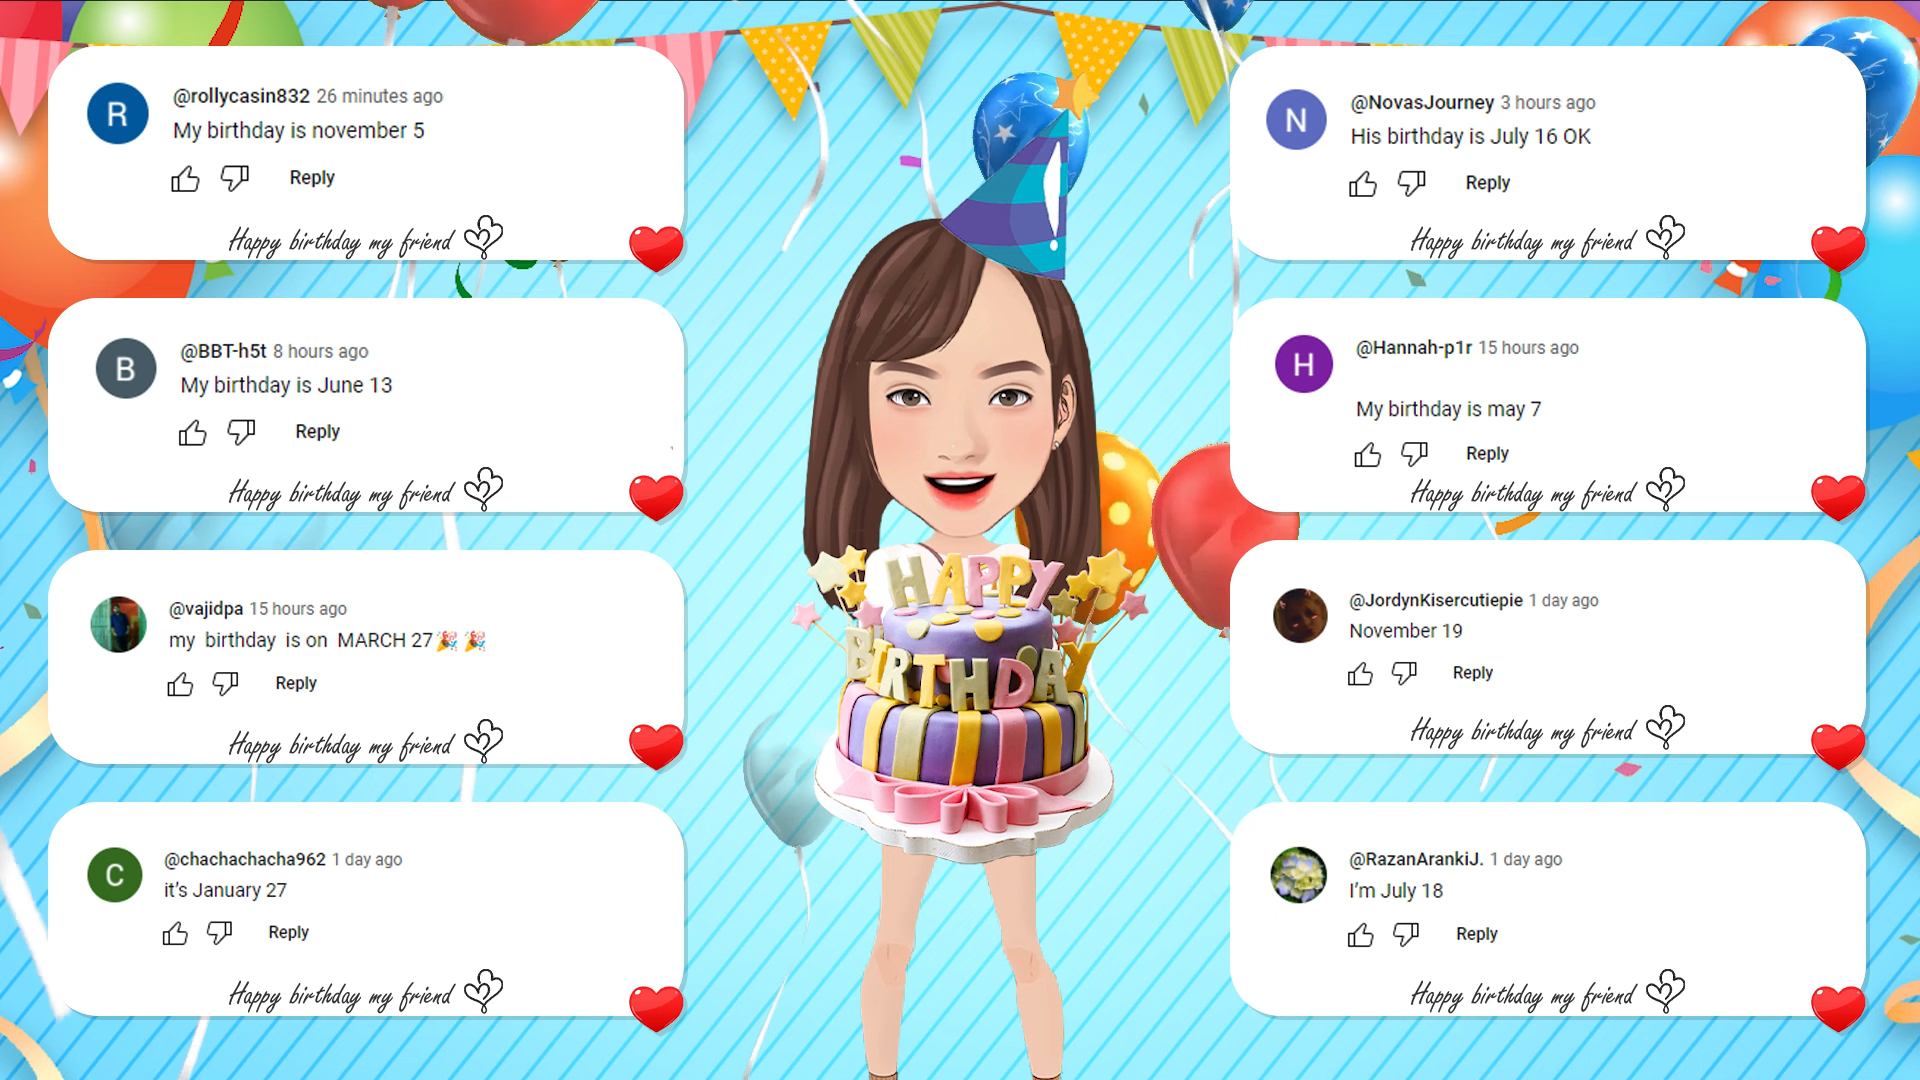 R
@rollycasin832 26 minutes ago
My birthday is november 5
Reply
Happy birthday my friend
B
@BBT-h5t 8 hours ago
My birthday is June 13
Reply
Happy birthday my friend
@vajidpa 15 hours ago
my birthday is on MARCH 27🎉🎉
Reply
Happy birthday my friend
C
@chachachacha962 1 day ago
it’s January 27
Reply
Happy birthday my friend
HAPPY
BIRTHDAY
N
@NovasJourney 3 hours ago
His birthday is July 16 OK
Reply
Happy birthday my friend
H
@Hannah-p1r 15 hours ago
My birthday is may 7
Reply
Happy birthday my friend
@JordynKisercutiepie 1 day ago
November 19
Reply
Happy birthday my friend
@RazanArankiJ. 1 day ago
I’m July 18
Reply
Happy birthday my friend